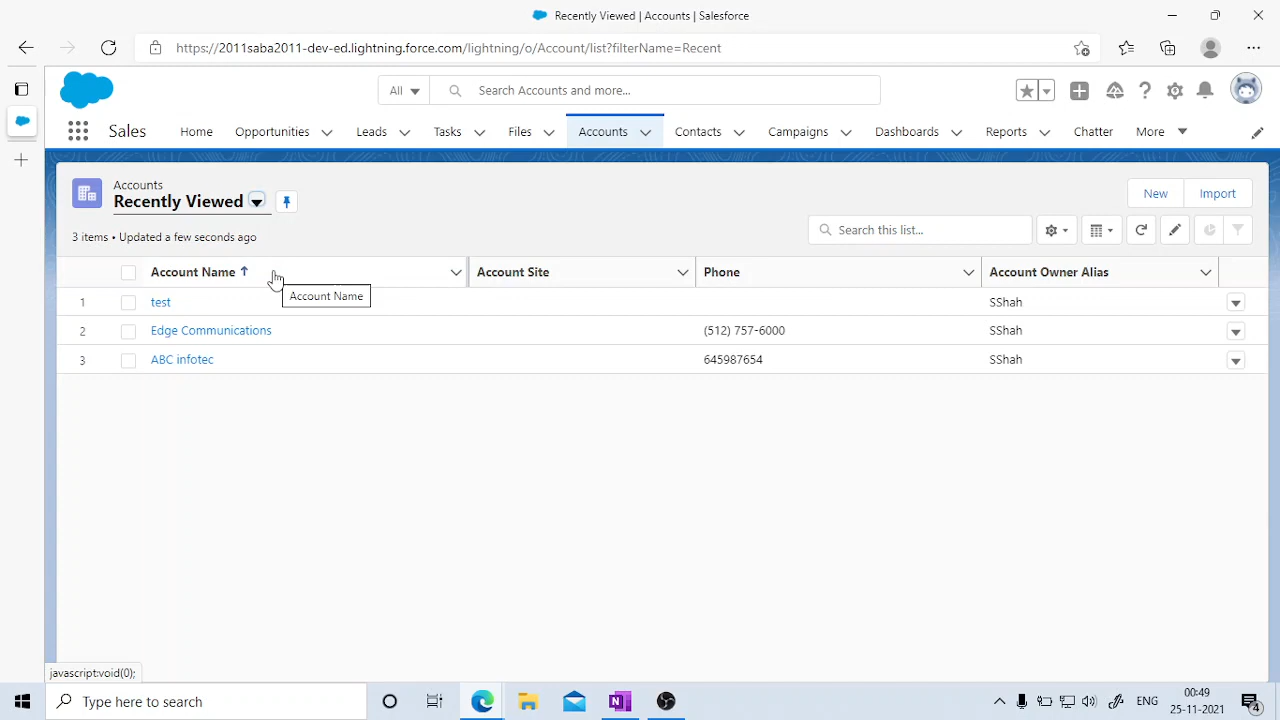 Recently Viewed | Accounts | Salesforce
https://2011saba2011-dev-ed.lightning.force.com/lightning/o/Account/list?filterName=Recent
All
Search Accounts and more...
Sales Home Opportunities Leads Tasks Files Accounts Contacts Campaigns Dashboards Reports Chatter More
Accounts
Recently Viewed
New Import
3 items • Updated a few seconds ago
Search this list...
Account Name Account Site Phone Account Owner Alias
Account Name
1 test SShah
2 Edge Communications (512) 757-6000 SShah
3 ABC infotec 645987654 SShah
javascript:void(0);
Type here to search
ENG
00:49
25-11-2021
4